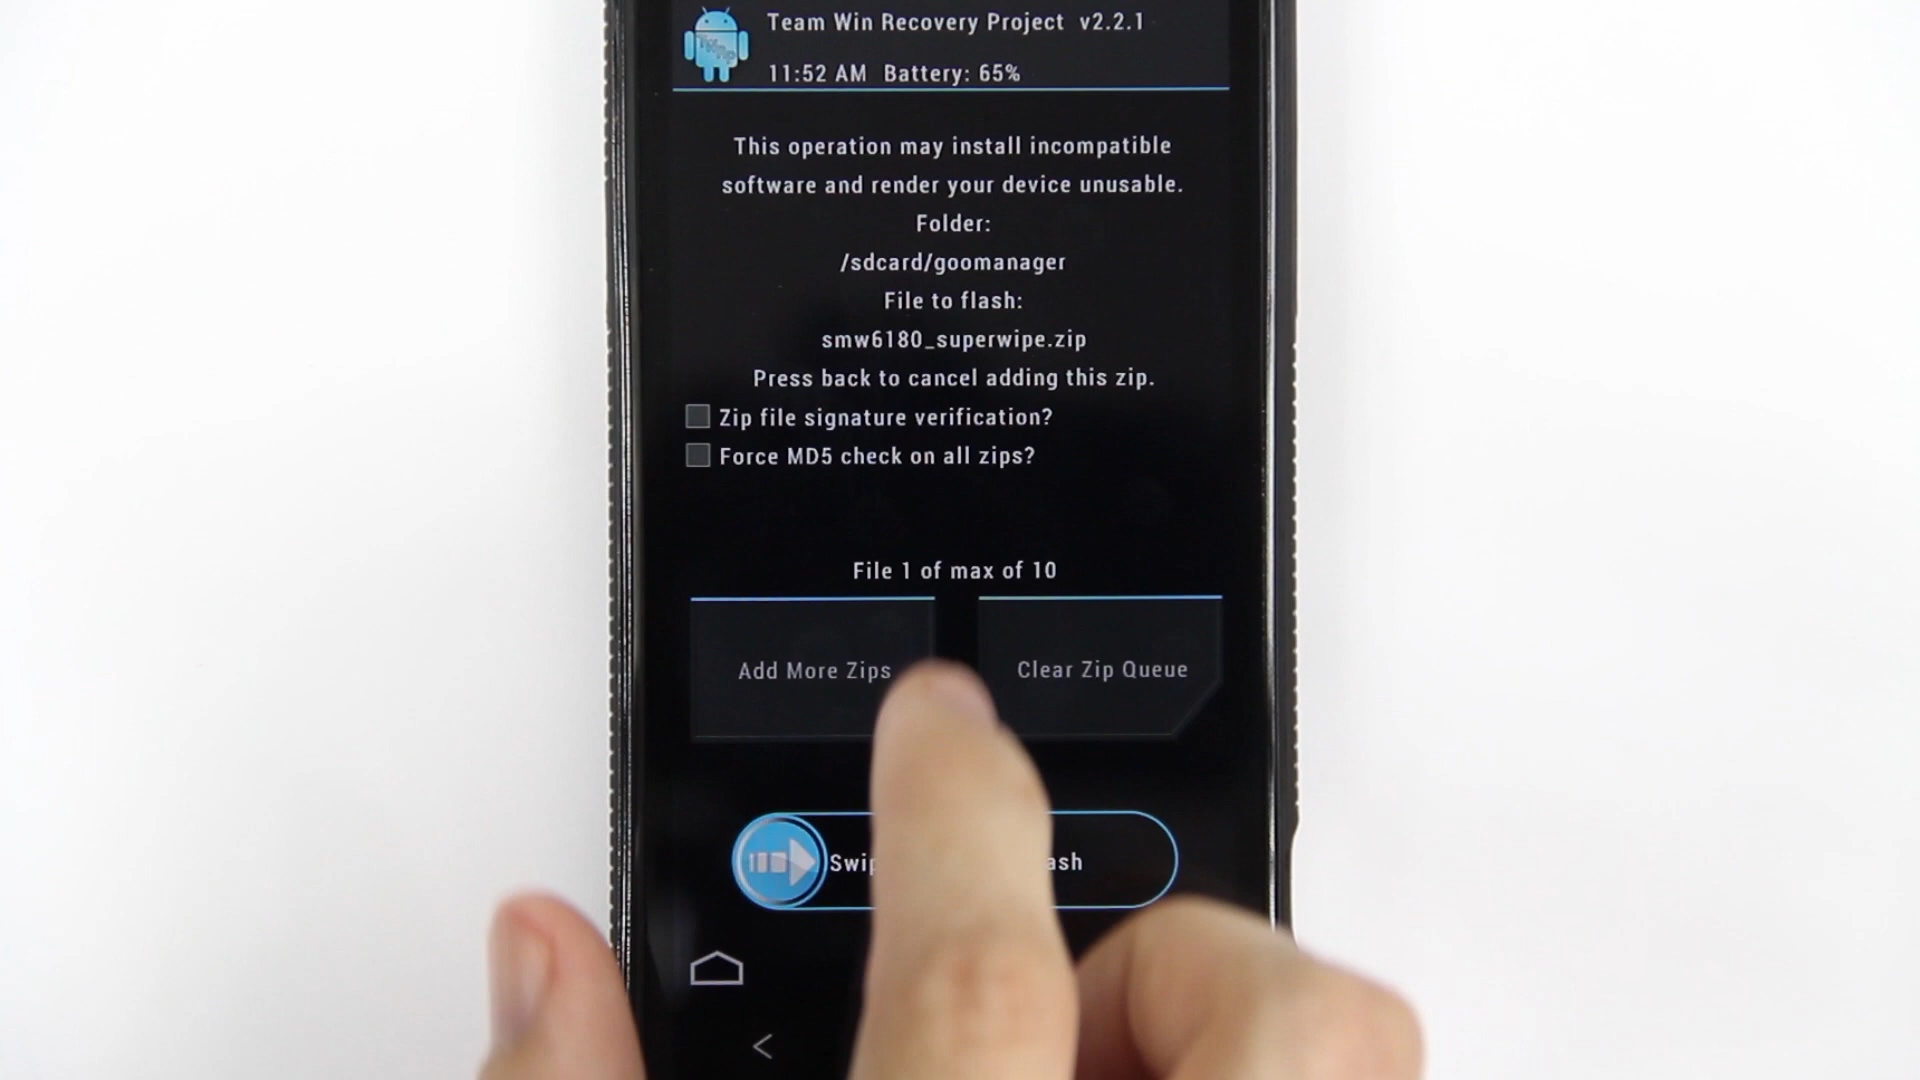 Team Win Recovery Project v2.2.1
11:52 AM Battery: 65%
This operation may install incompatible
software and render your device unusable.
Folder:
/sdcard/goomanager
File to flash:
smw6180_superwipe.zip
Press back to cancel adding this zip.
Zip file signature verification?
Force MD5 check on all zips?
File 1 of max of 10
Add More Zips
Clear Zip Queue